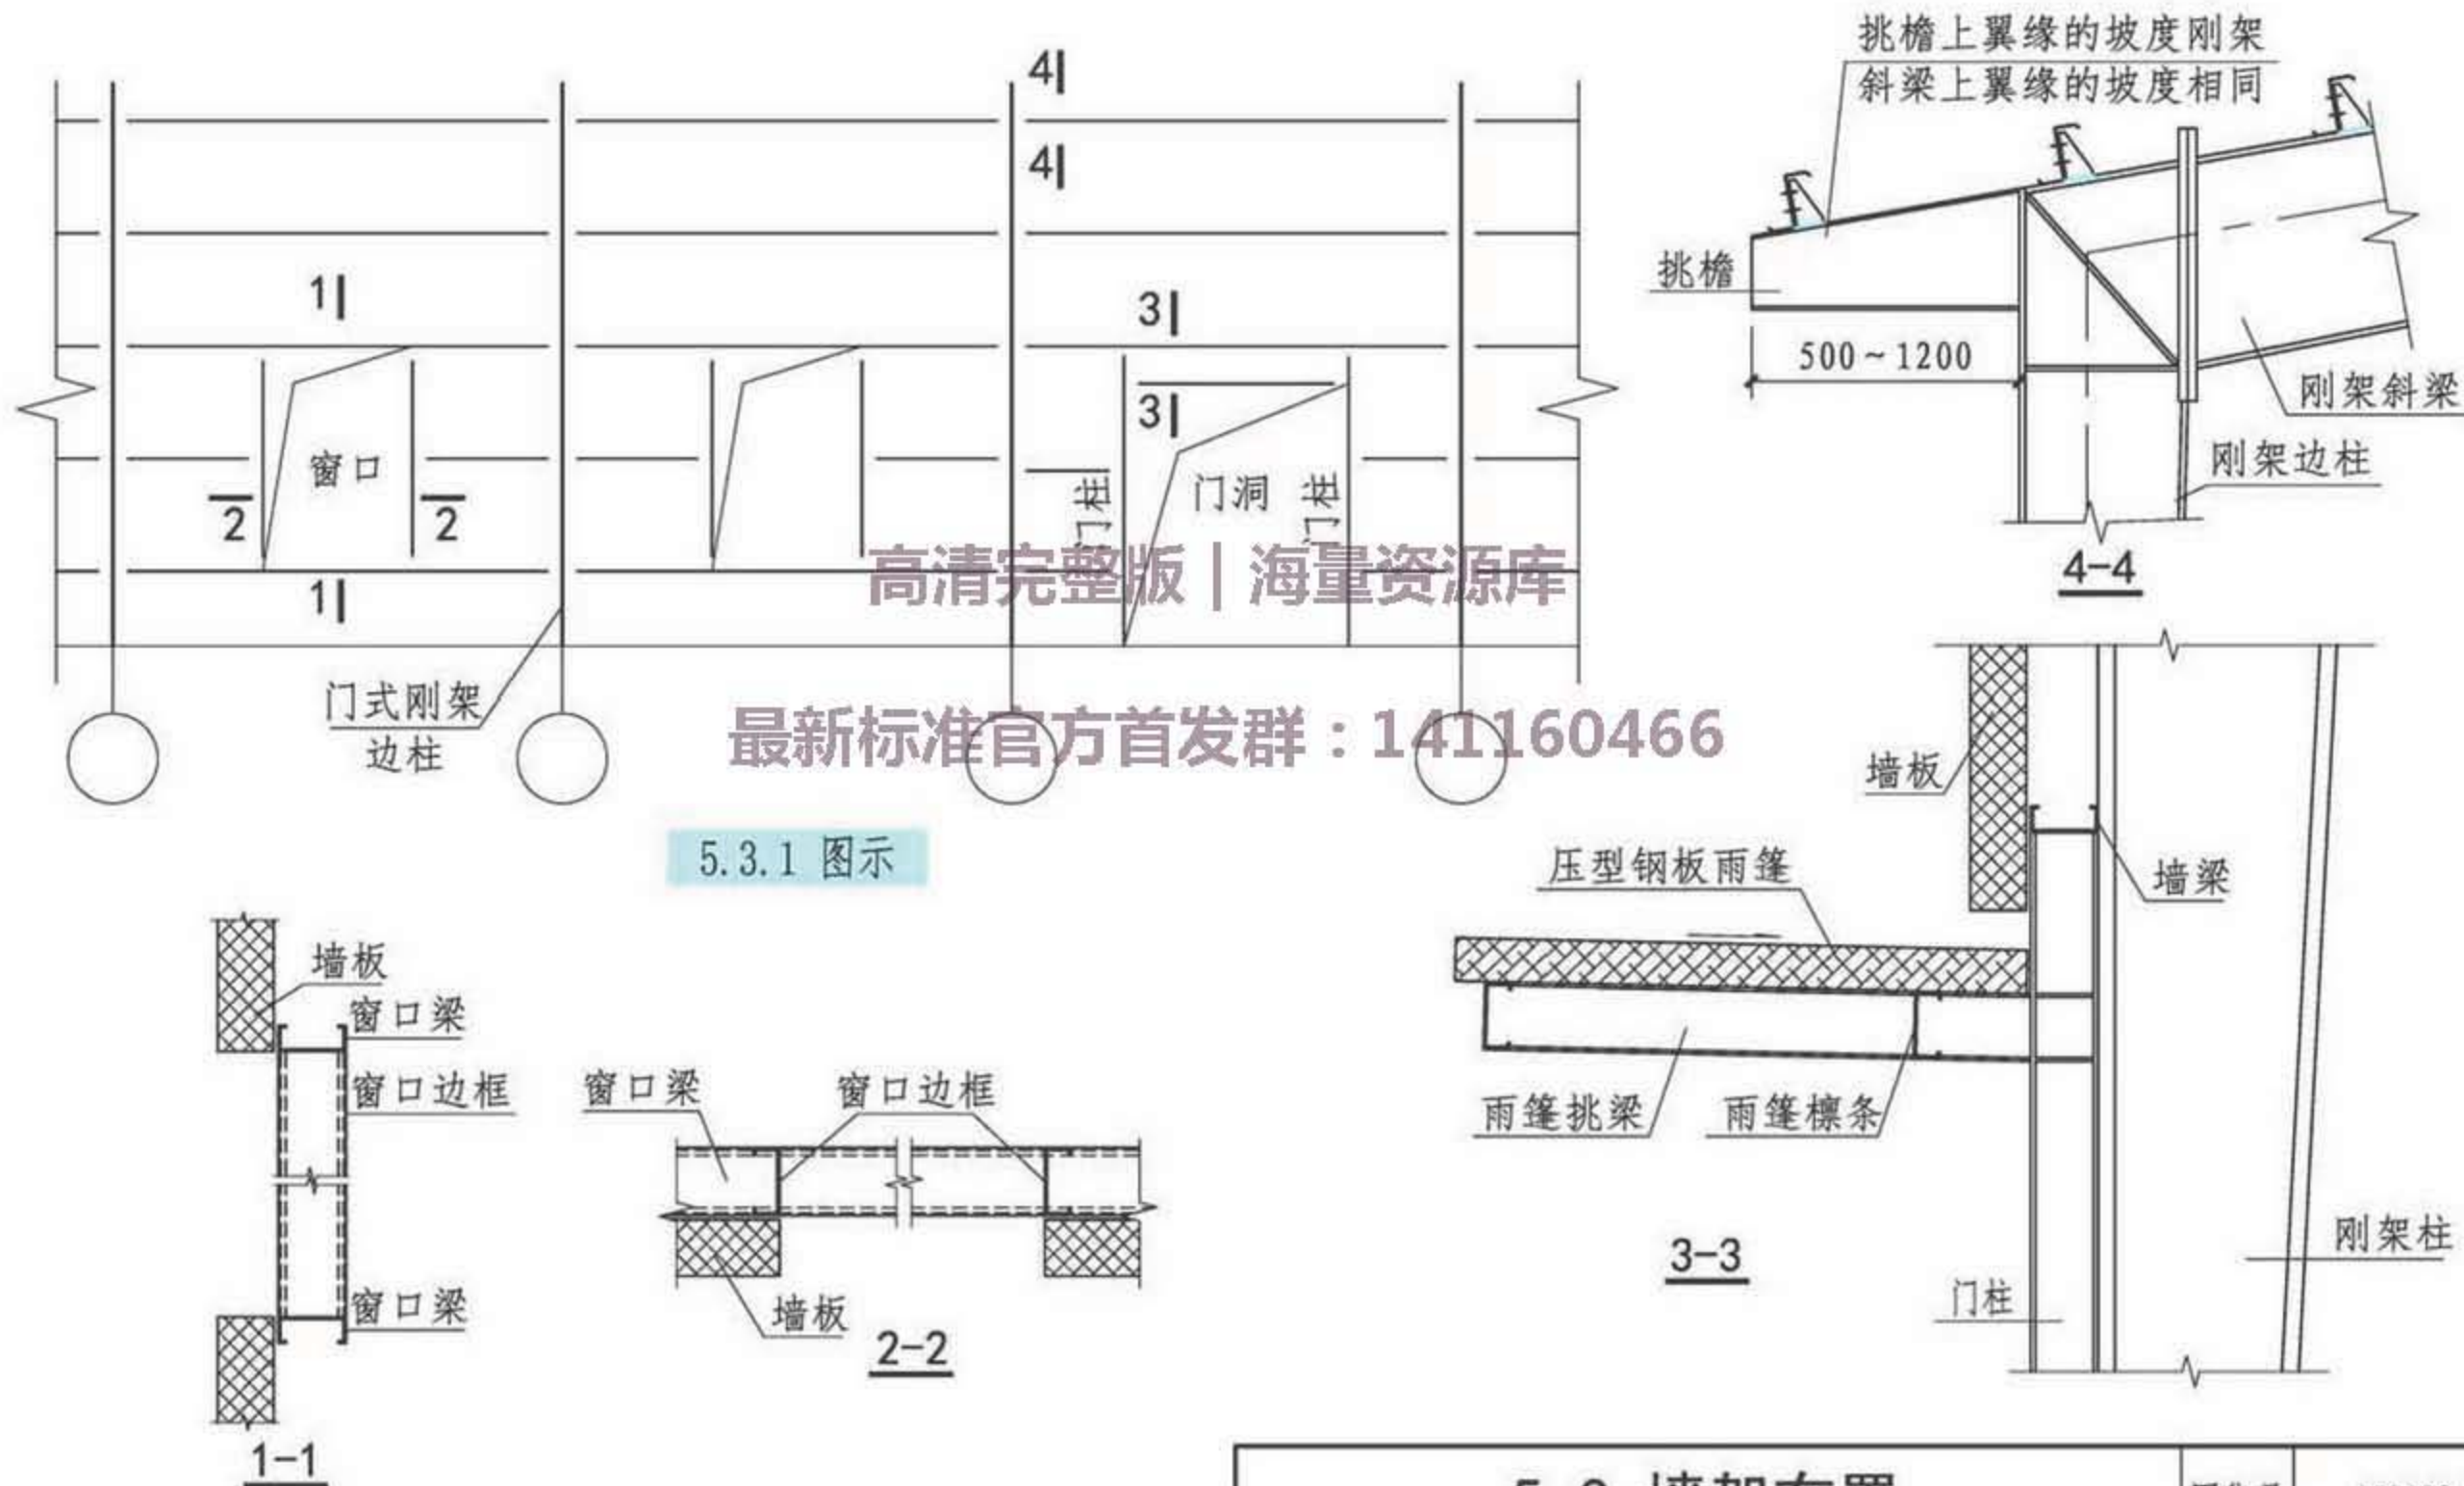 4
4
1
3
3
窗口
2
2
门柱
门洞
门柱
1
门式刚架
边柱
高清完整版 | 海量资源库
最新标准官方首发群：141160466
5.3.1 图示
挑檐上翼缘的坡度刚架
斜梁上翼缘的坡度相同
挑檐
500~1200
刚架斜梁
刚架边柱
4-4
墙板
窗口梁
窗口边框
窗口梁
1-1
窗口梁
窗口边框
墙板
2-2
墙板
压型钢板雨篷
墙梁
雨篷挑梁
雨篷檩条
3-3
门柱
刚架柱